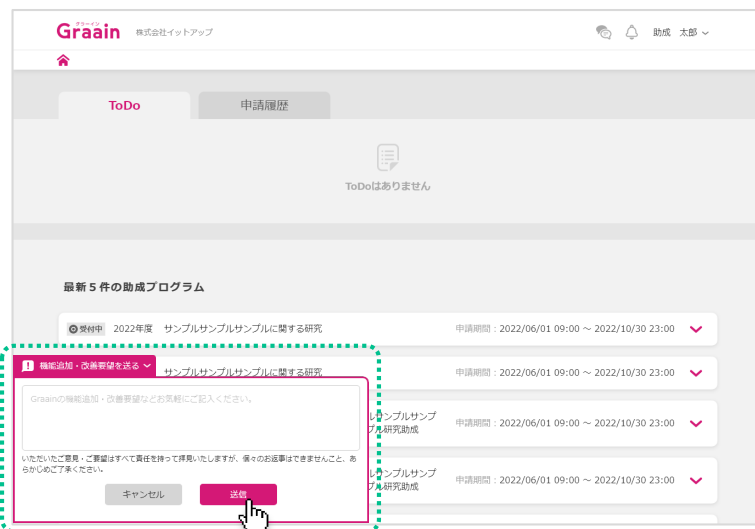 グラーイン
Graain 株式会社イットアップ 助成 太郎
ToDo 申請履歴
ToDoはありません
最新５件の助成プログラム
受付中 2022年度 サンプルサンプルサンプルに関する研究 申請期間：2022/06/01 09:00 ～ 2022/10/30 23:00
機能追加・改善要望を送る
サンプルサンプルサンプルに関する研究 申請期間：2022/06/01 09:00 ～ 2022/10/30 23:00
Graainの機能追加・改善要望などお気軽にご記入ください。
ルサンプルサンプ
プル研究助成 申請期間：2022/06/01 09:00 ～ 2022/10/30 23:00
いただいたご意見・ご要望はすべて責任を持って拝見いたしますが、個々のお返事はできませんこと、あ
らかじめご了承ください。
ルサンプルサンプ
プル研究助成 申請期間：2022/06/01 09:00 ～ 2022/10/30 23:00
キャンセル 送信